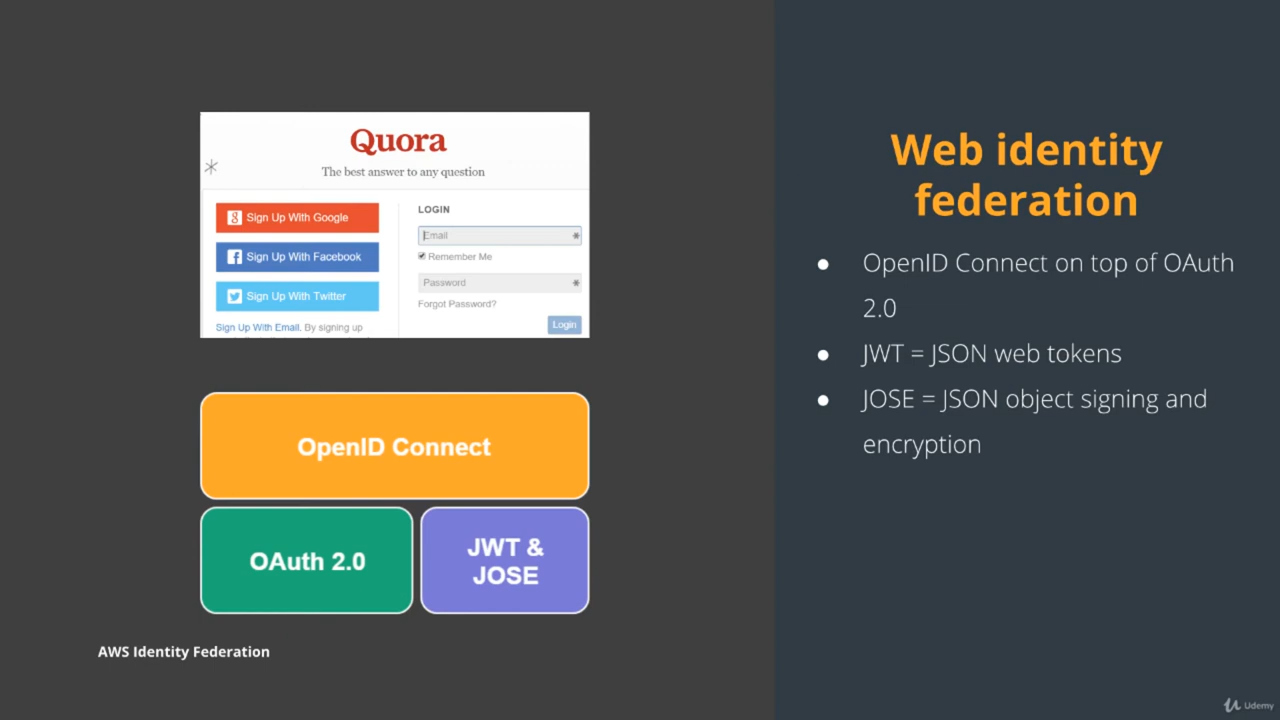 Quora
The best answer to any question
Sign Up With Google
Sign Up With Facebook
Sign Up With Twitter
Sign Up With Email. By signing up
LOGIN
Email
Remember Me
Password
Forgot Password?
Login
OpenID Connect
OAuth 2.0
JWT &
JOSE
AWS Identity Federation
Web identity
federation
● OpenID Connect on top of OAuth
2.0
● JWT = JSON web tokens
● JOSE = JSON object signing and
encryption
Udemy